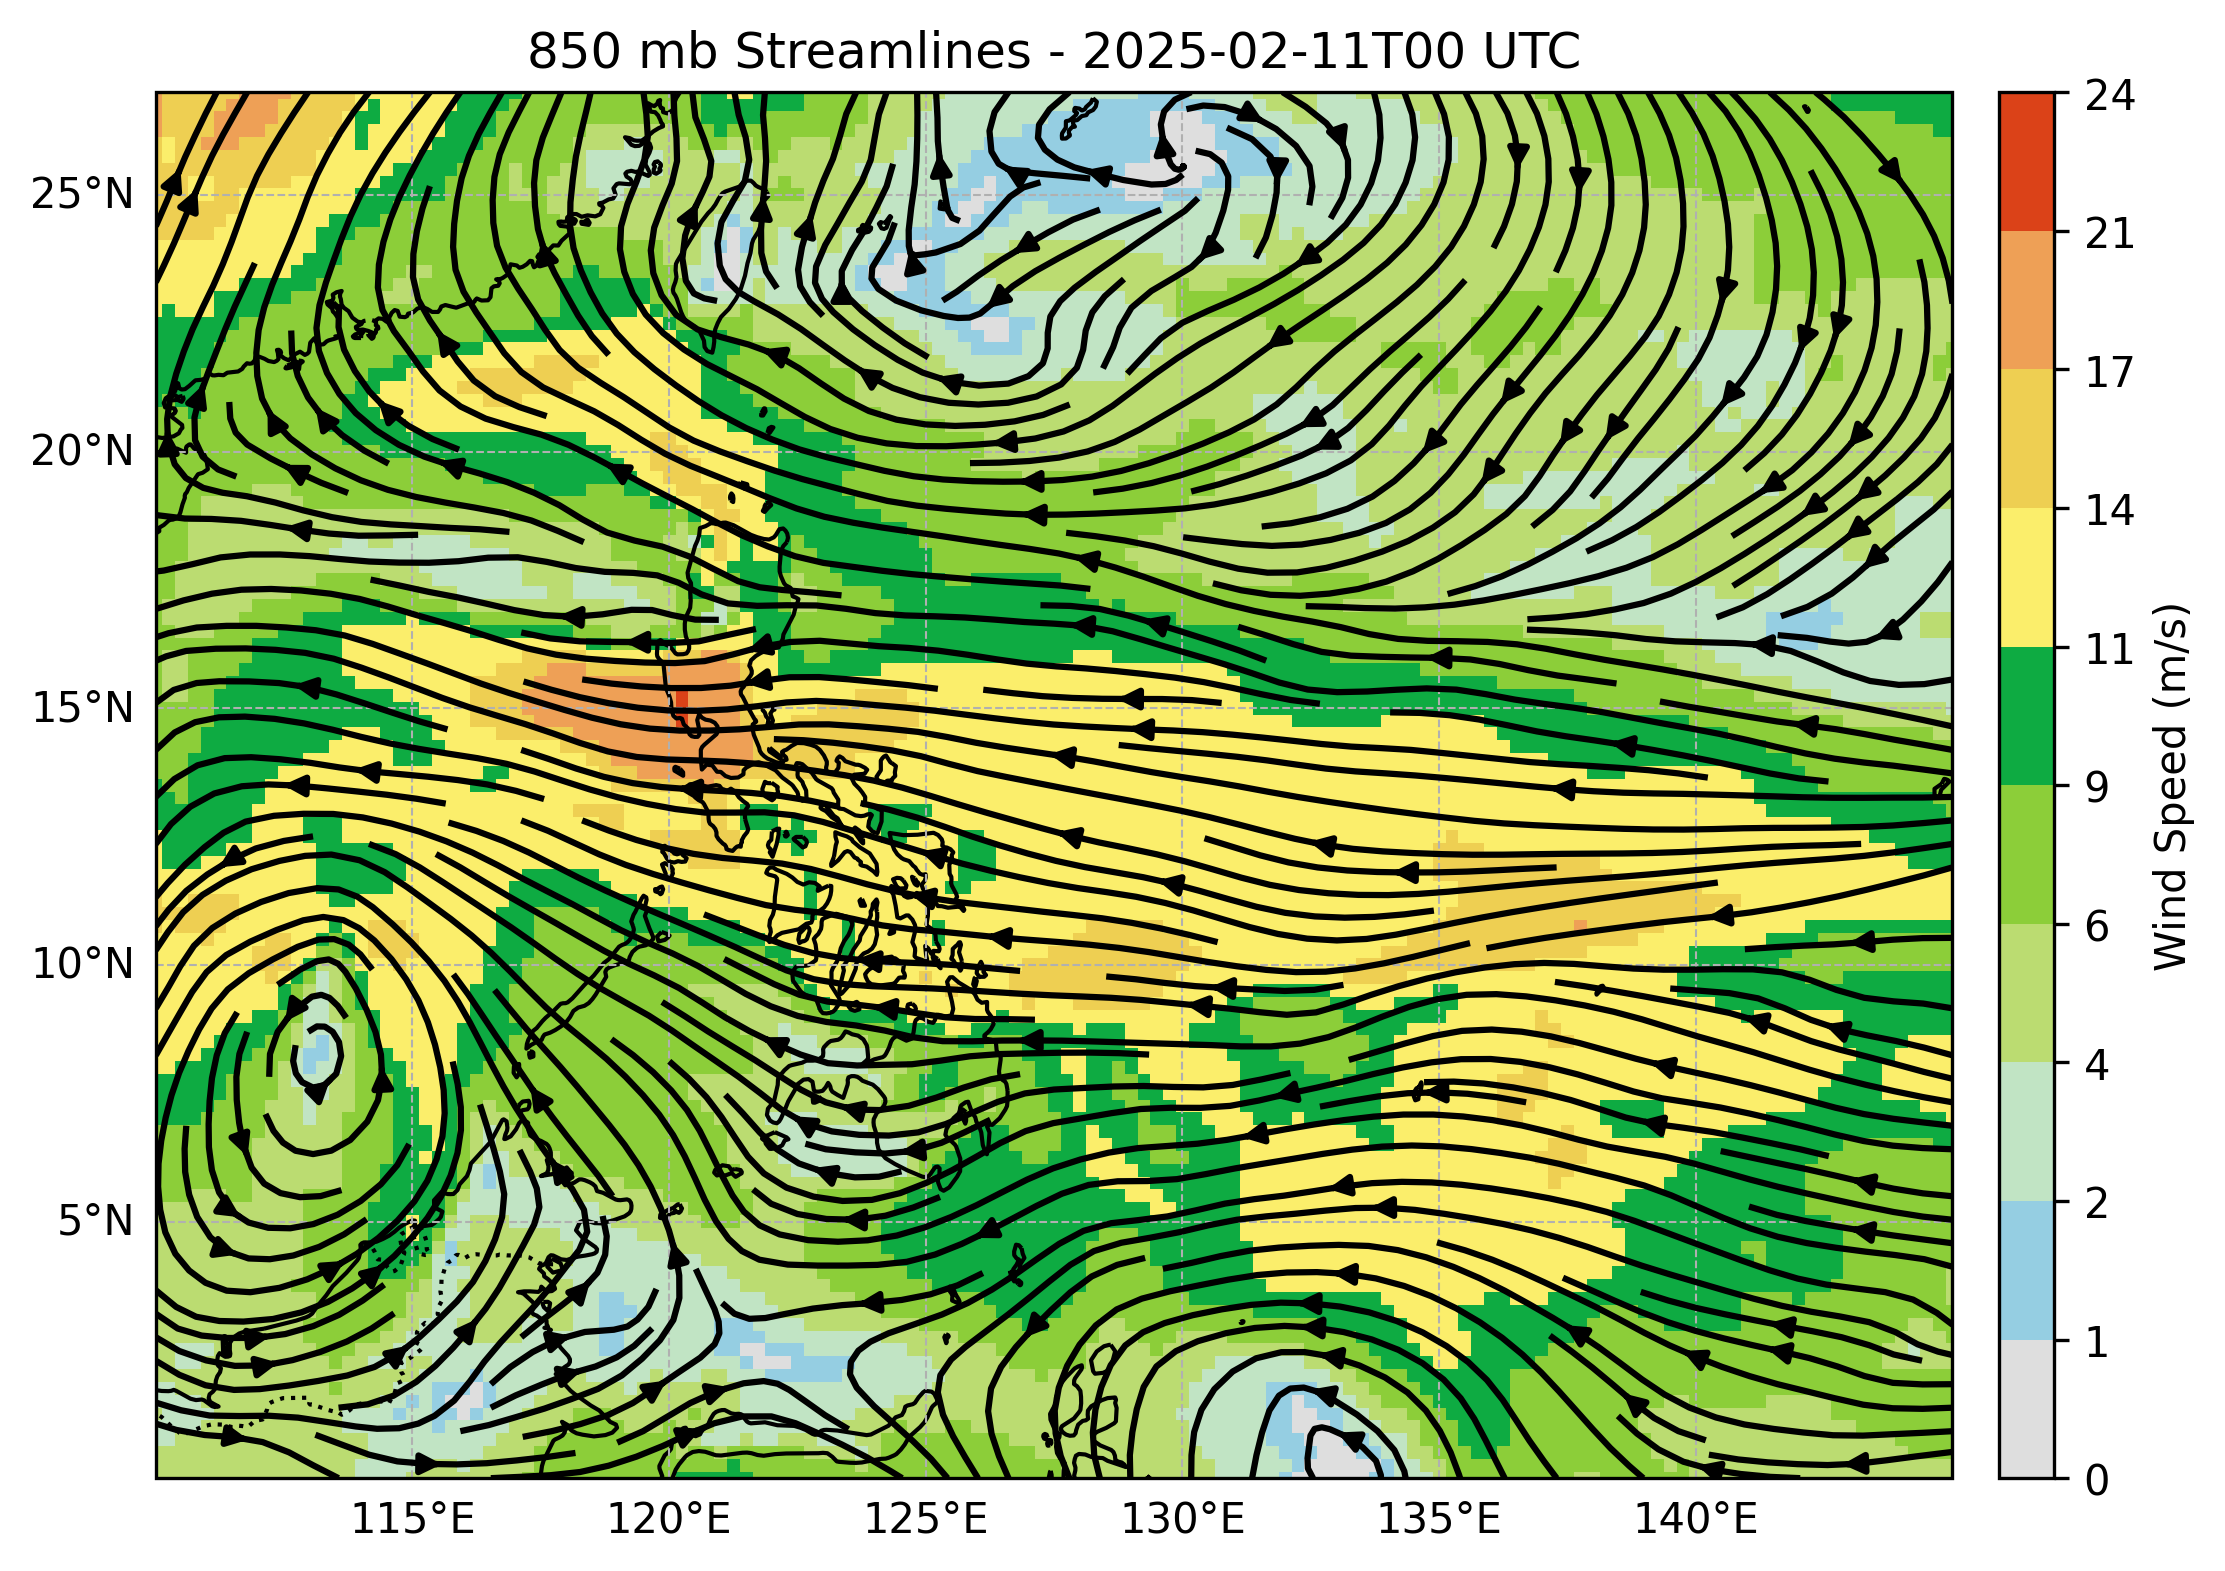 850 mb Streamlines - 2025-02-11T00 UTC
25°N
20°N
15°N
10°N
5°N
115°E
120°E
125°E
130°E
135°E
140°E
24
21
17
14
11
9
6
4
2
1
0
Wind Speed (m/s)